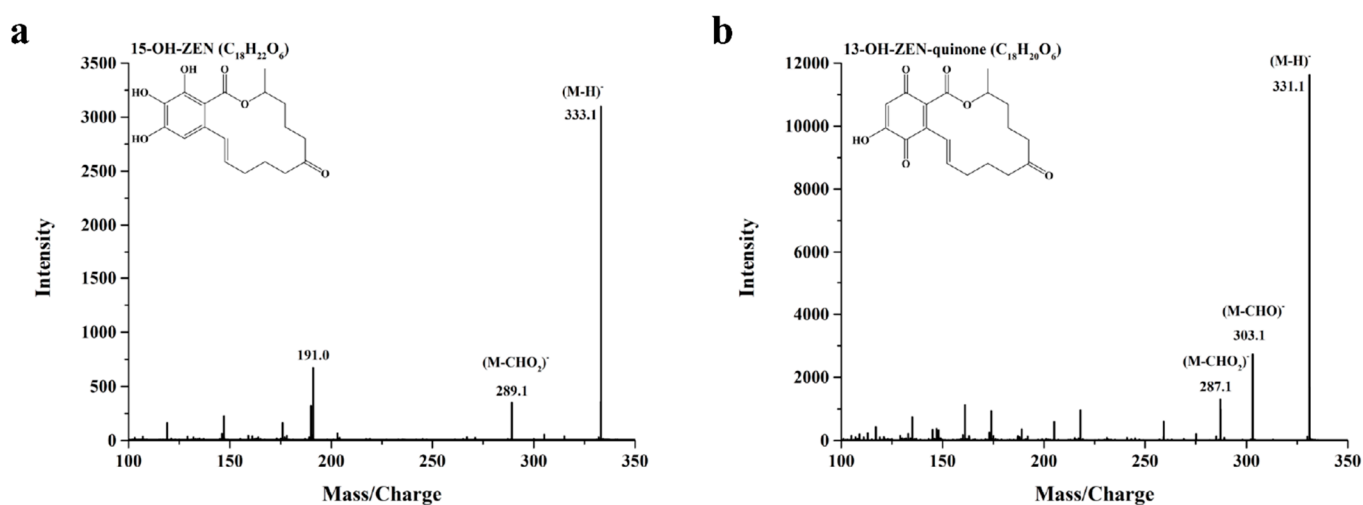 a
15-OH-ZEN (C18H22O6)
3500
3000
2500
2000
1500
1000
500
0
100
150
200
250
300
350
Intensity
Mass/Charge
OH
O
HO
O
HO
O
(M-H)-
333.1
191.0
(M-CHO2)-
289.1
b
13-OH-ZEN-quinone (C18H20O6)
12000
10000
8000
6000
4000
2000
0
100
150
200
250
300
350
Intensity
Mass/Charge
O
O
O
HO
O
O
(M-H)-
331.1
(M-CHO)-
303.1
(M-CHO2)-
287.1